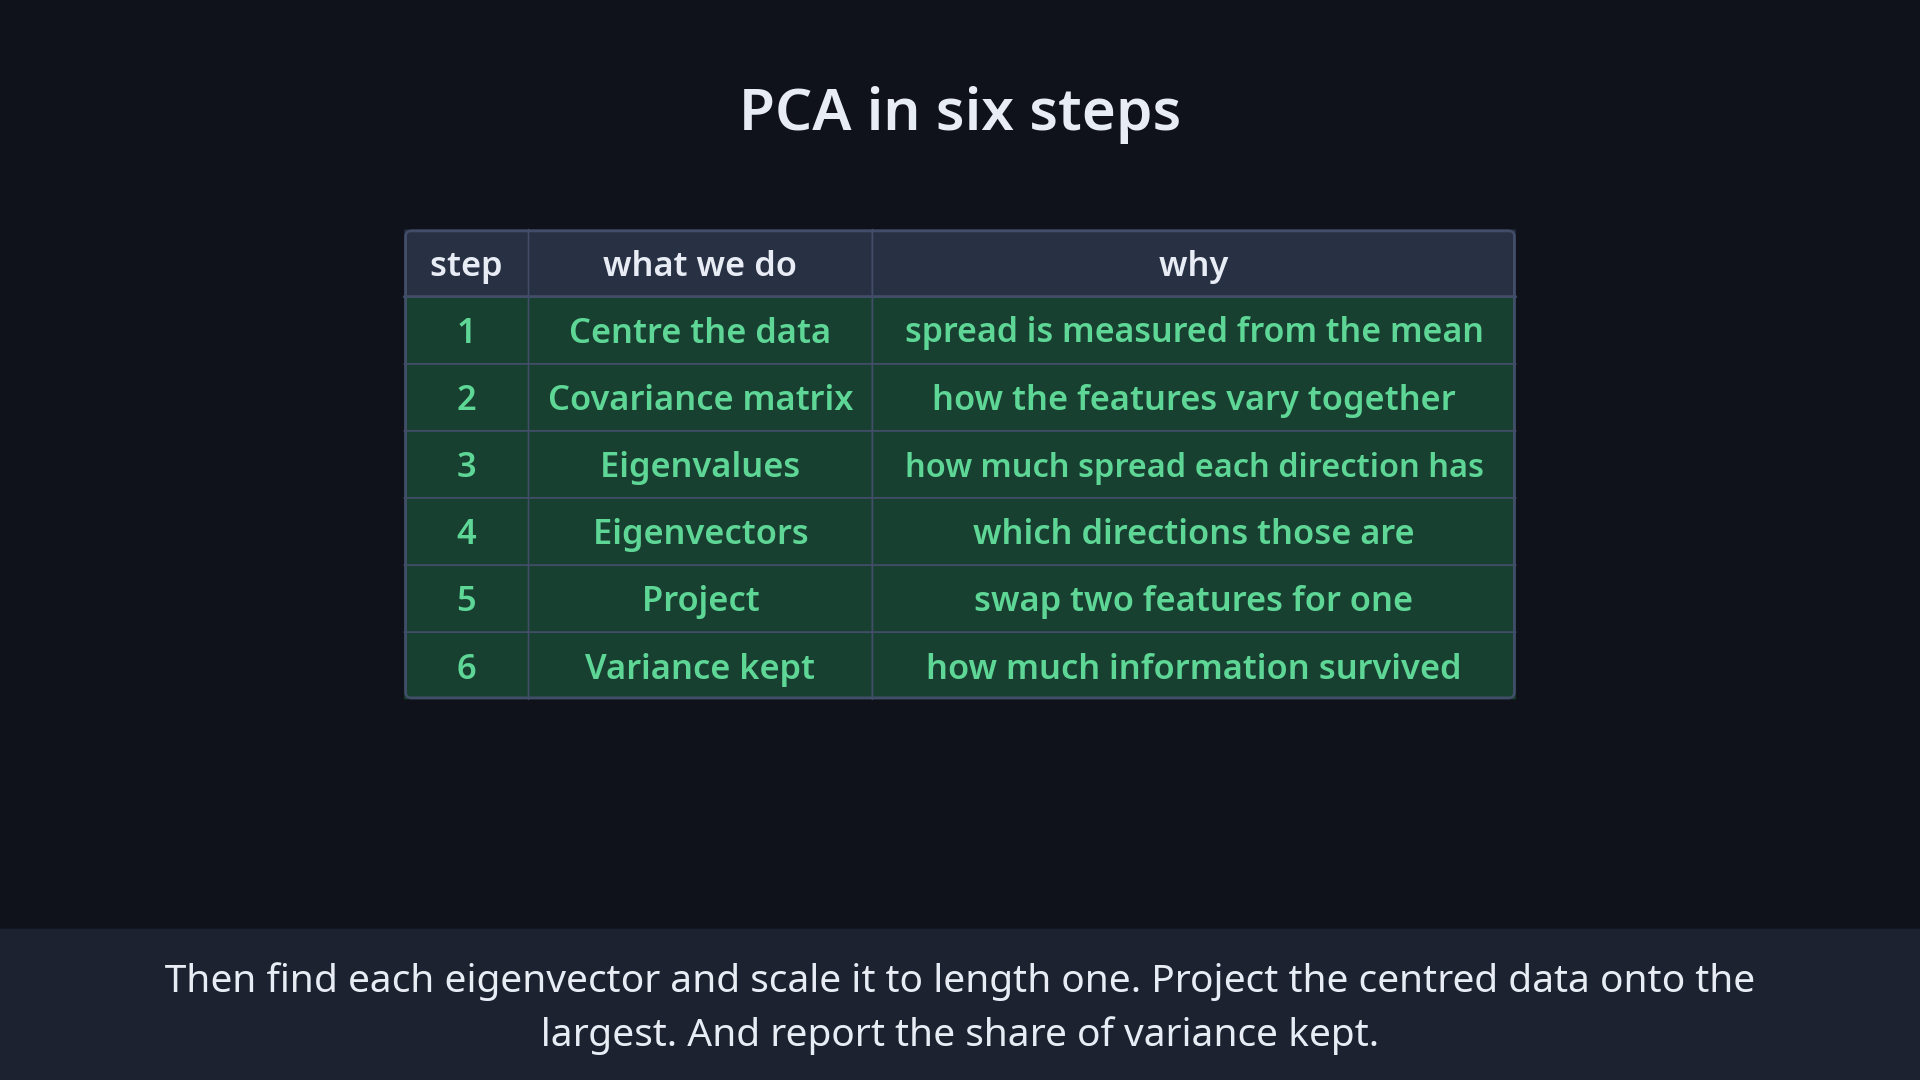 PCA in six steps
step what we do why
1 Centre the data spread is measured from the mean
2 Covariance matrix how the features vary together
3 Eigenvalues how much spread each direction has
4 Eigenvectors which directions those are
5 Project swap two features for one
6 Variance kept how much information survived
Then find each eigenvector and scale it to length one. Project the centred data onto the
largest. And report the share of variance kept.